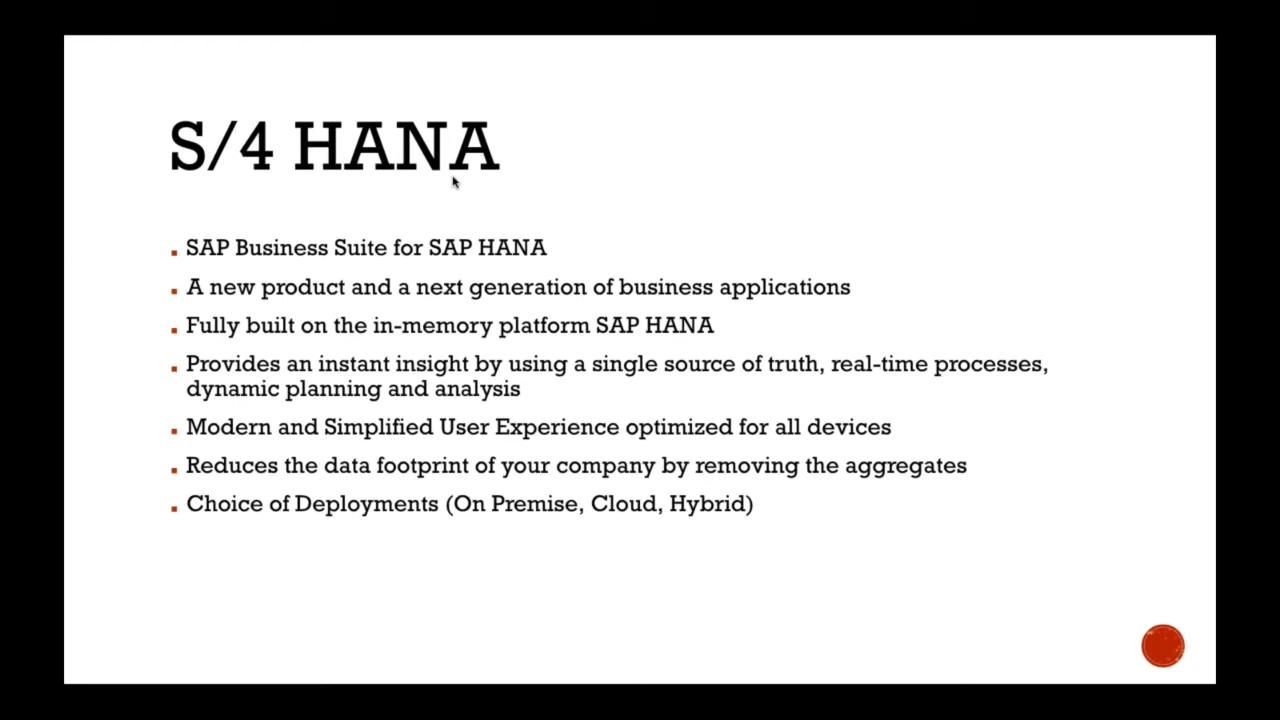 S/4 HANA
SAP Business Suite for SAP HANA
A new product and a next generation of business applications
Fully built on the in-memory platform SAP HANA
Provides an instant insight by using a single source of truth, real-time processes,
dynamic planning and analysis
Modern and Simplified User Experience optimized for all devices
Reduces the data footprint of your company by removing the aggregates
Choice of Deployments (On Premise, Cloud, Hybrid)